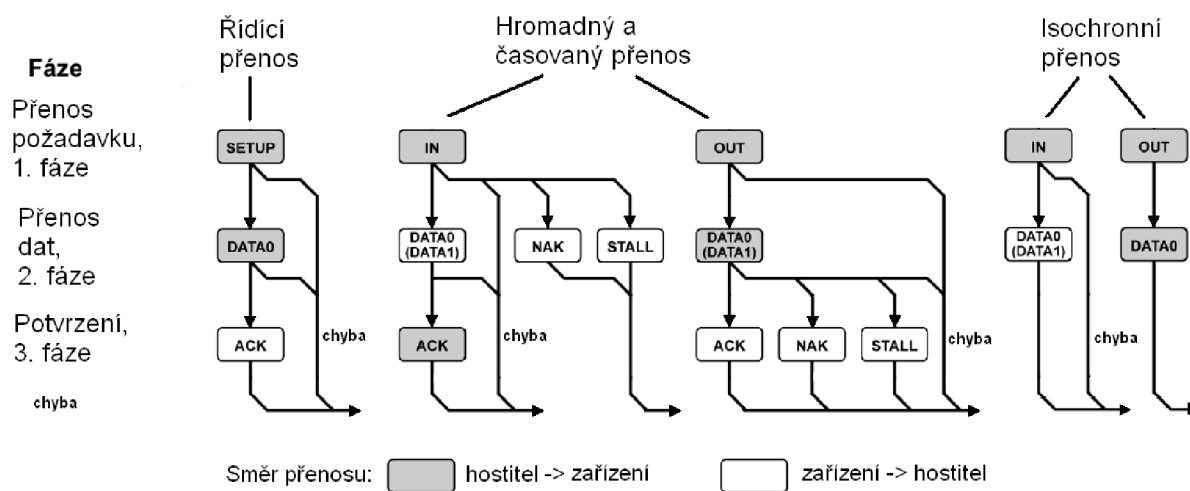 Řídící
přenos
Hromadný a
časovaný přenos
Isochronní
přenos
Fáze
Přenos
požadavku,
1. fáze
SETUP
IN
OUT
IN
OUT
Přenos
dat,
2. fáze
DATA0
DATA0
(DATA1)
NAK
STALL
DATA0
(DATA1)
DATA0
(DATA1)
DATA0
Potvrzení,
3. fáze
ACK
chyba
ACK
chyba
ACK
NAK
STALL
chyba
chyba
chyba
Směr přenosu:
hostitel -> zařízení
zařízení -> hostitel